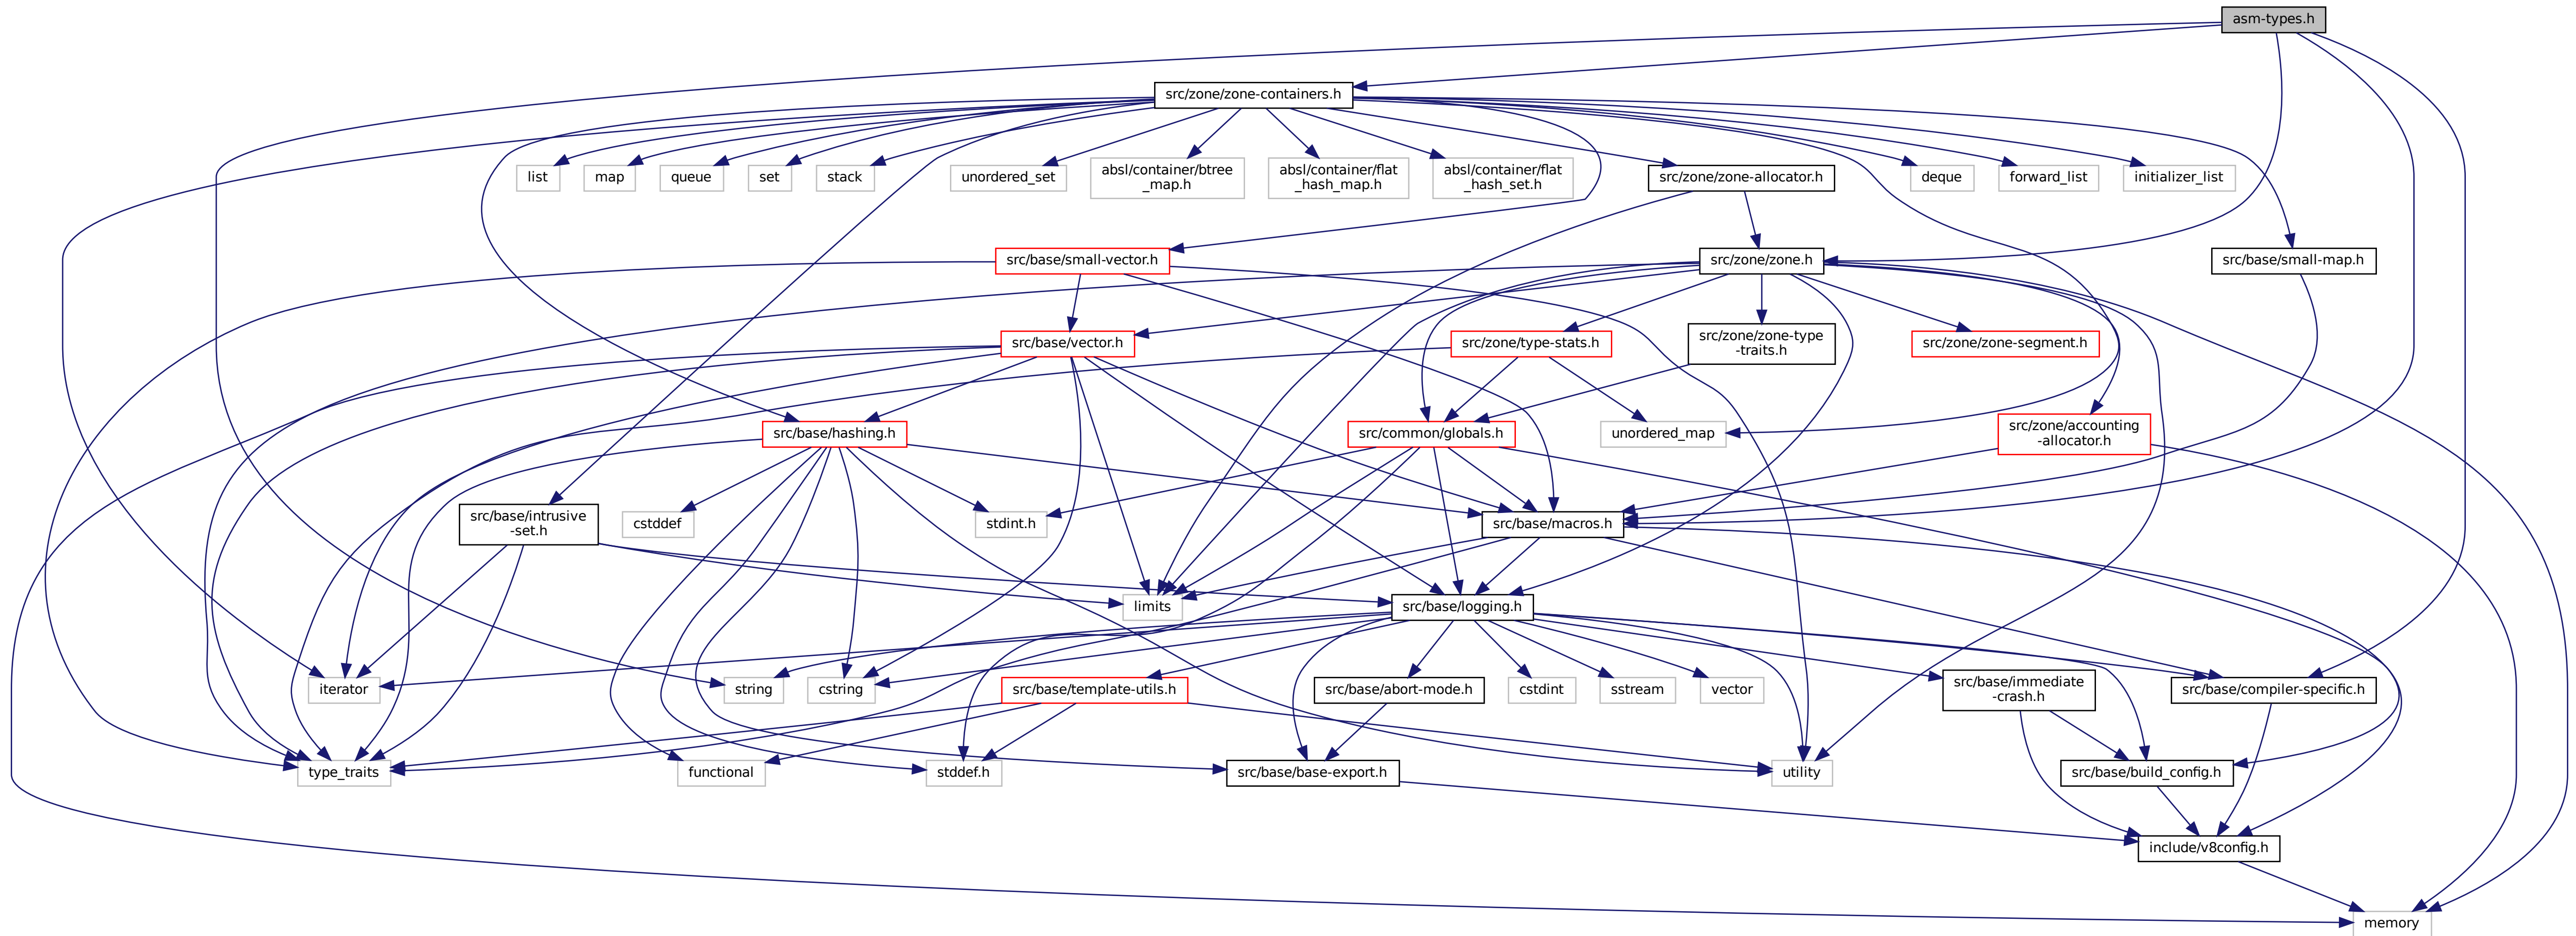 asm-types.h
src/zone/zone-containers.h
list
map
queue
set
stack
unordered_set
absl/container/btree
_map.h
absl/container/flat
_hash_map.h
absl/container/flat
_hash_set.h
src/zone/zone-allocator.h
deque
forward_list
initializer_list
src/base/small-vector.h
src/zone/zone.h
src/base/small-map.h
src/base/vector.h
src/zone/type-stats.h
src/zone/zone-type
-traits.h
src/zone/zone-segment.h
src/base/hashing.h
src/common/globals.h
unordered_map
src/zone/accounting
-allocator.h
src/base/intrusive
-set.h
cstddef
stdint.h
src/base/macros.h
limits
src/base/logging.h
iterator
string
cstring
src/base/template-utils.h
src/base/abort-mode.h
cstdint
sstream
vector
src/base/immediate
-crash.h
src/base/compiler-specific.h
type_traits
functional
stddef.h
src/base/base-export.h
utility
src/base/build_config.h
include/v8config.h
memory